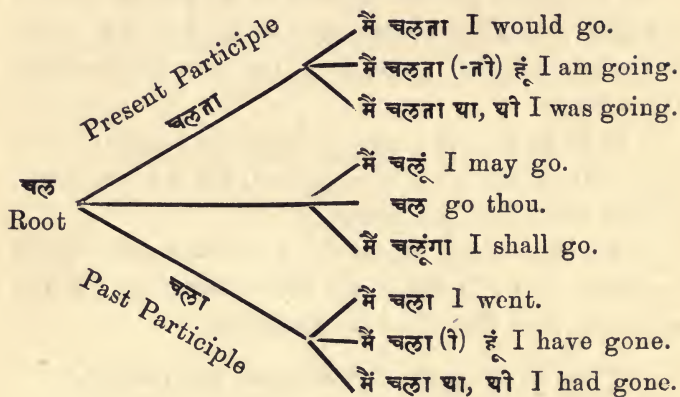 Present Participle
चलता
मैं चलता I would go.
मैं चलता (-ती) हूं I am going.
मैं चलता था, थी I was going.
चल
Root
मैं चलूं I may go.
चल go thou.
मैं चलूंगा I shall go.
चला
Past Participle
मैं चला I went.
मैं चला (ी) हूं I have gone.
मैं चला था, थी I had gone.